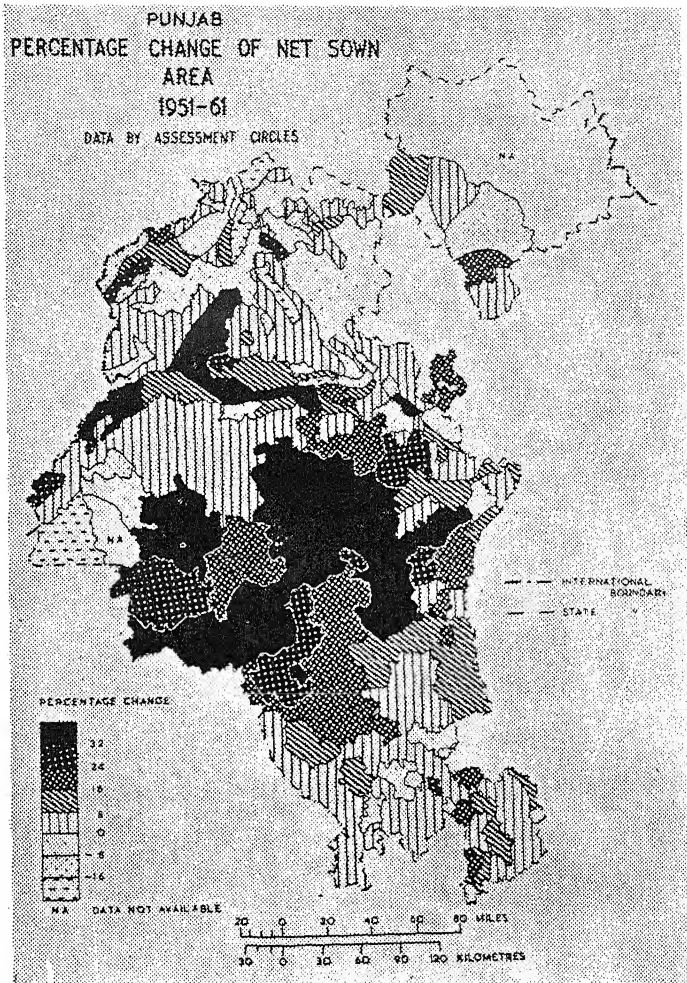 PUNJAB
PERCENTAGE CHANGE OF NET SOWN
AREA
1951-61
DATA BY ASSESSMENT CIRCLES
NA
NA
INTERNATIONAL
BOUNDARY
STATE "
PERCENTAGE CHANGE
32
24
16
8
0
-8
-16
NA DATA NOT AVAILABLE
20 0 20 40 60 80 MILES
30 0 30 60 90 120 KILOMETRES